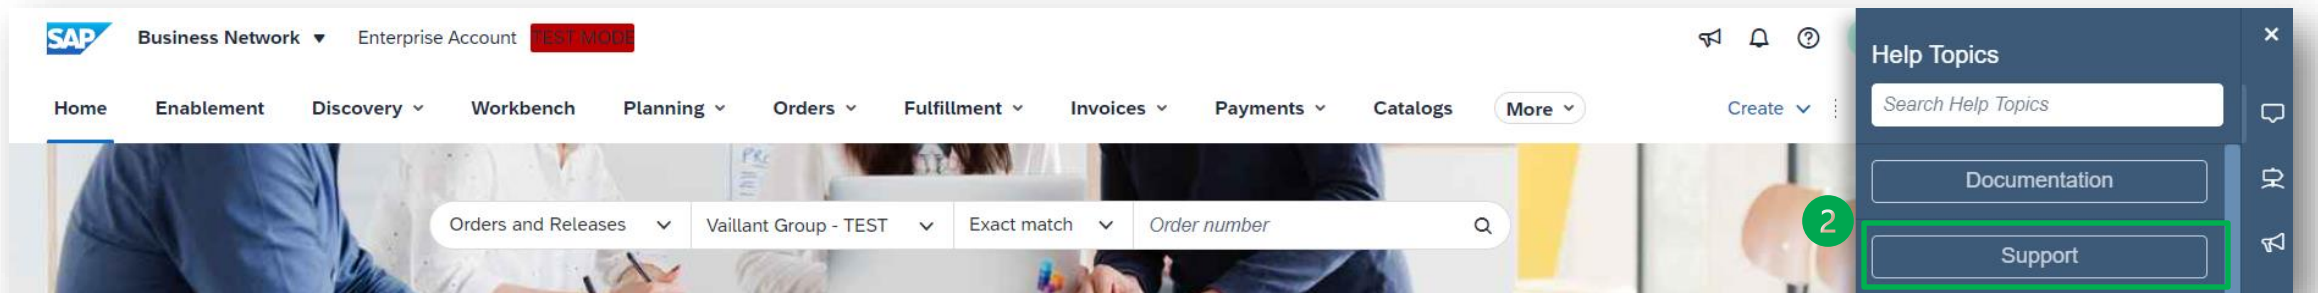 SAP Business Network Enterprise Account TEST MODE
Home Enablement Discovery Workbench Planning Orders Fulfillment Invoices Payments Catalogs More Create
Orders and Releases Vaillant Group - TEST Exact match Order number
Help Topics
Search Help Topics
Documentation
2
Support